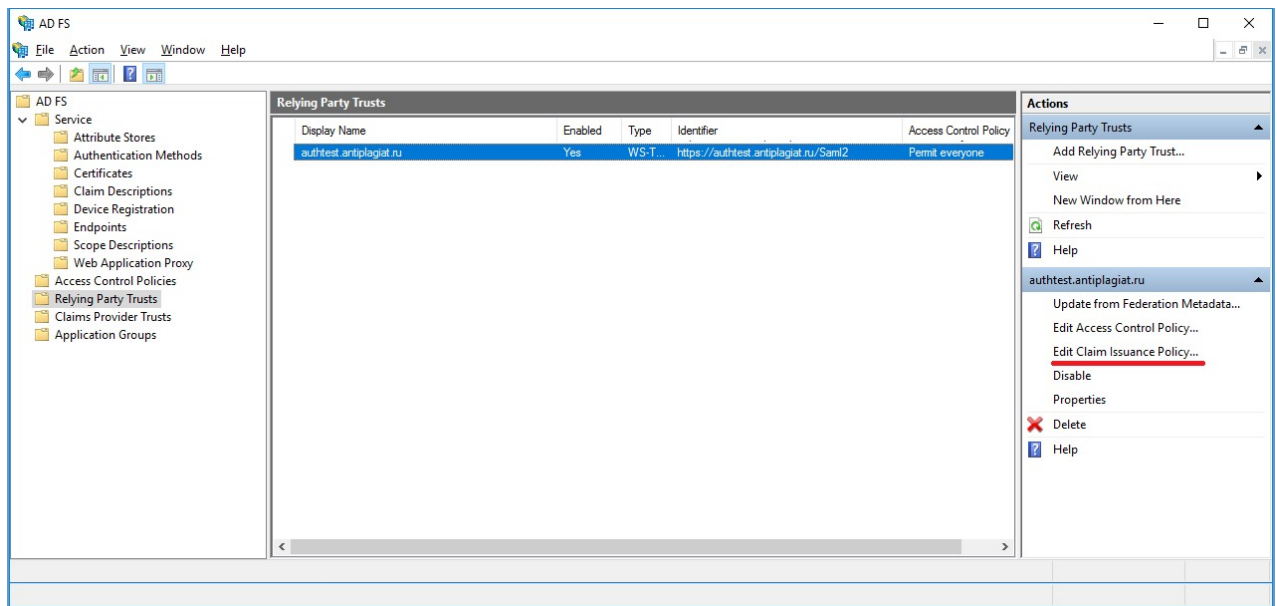 AD FS
File Action View Window Help
AD FS
Service
Attribute Stores
Authentication Methods
Certificates
Claim Descriptions
Device Registration
Endpoints
Scope Descriptions
Web Application Proxy
Access Control Policies
Relying Party Trusts
Claims Provider Trusts
Application Groups
Relying Party Trusts
Display Name Enabled Type Identifier Access Control Policy
authtest.antiplagiat.ru Yes WS-T... https://authtest.antiplagiat.ru/Saml2 Permit everyone
Actions
Relying Party Trusts
Add Relying Party Trust...
View
New Window from Here
Refresh
Help
authtest.antiplagiat.ru
Update from Federation Metadata...
Edit Access Control Policy...
Edit Claim Issuance Policy...
Disable
Properties
Delete
Help